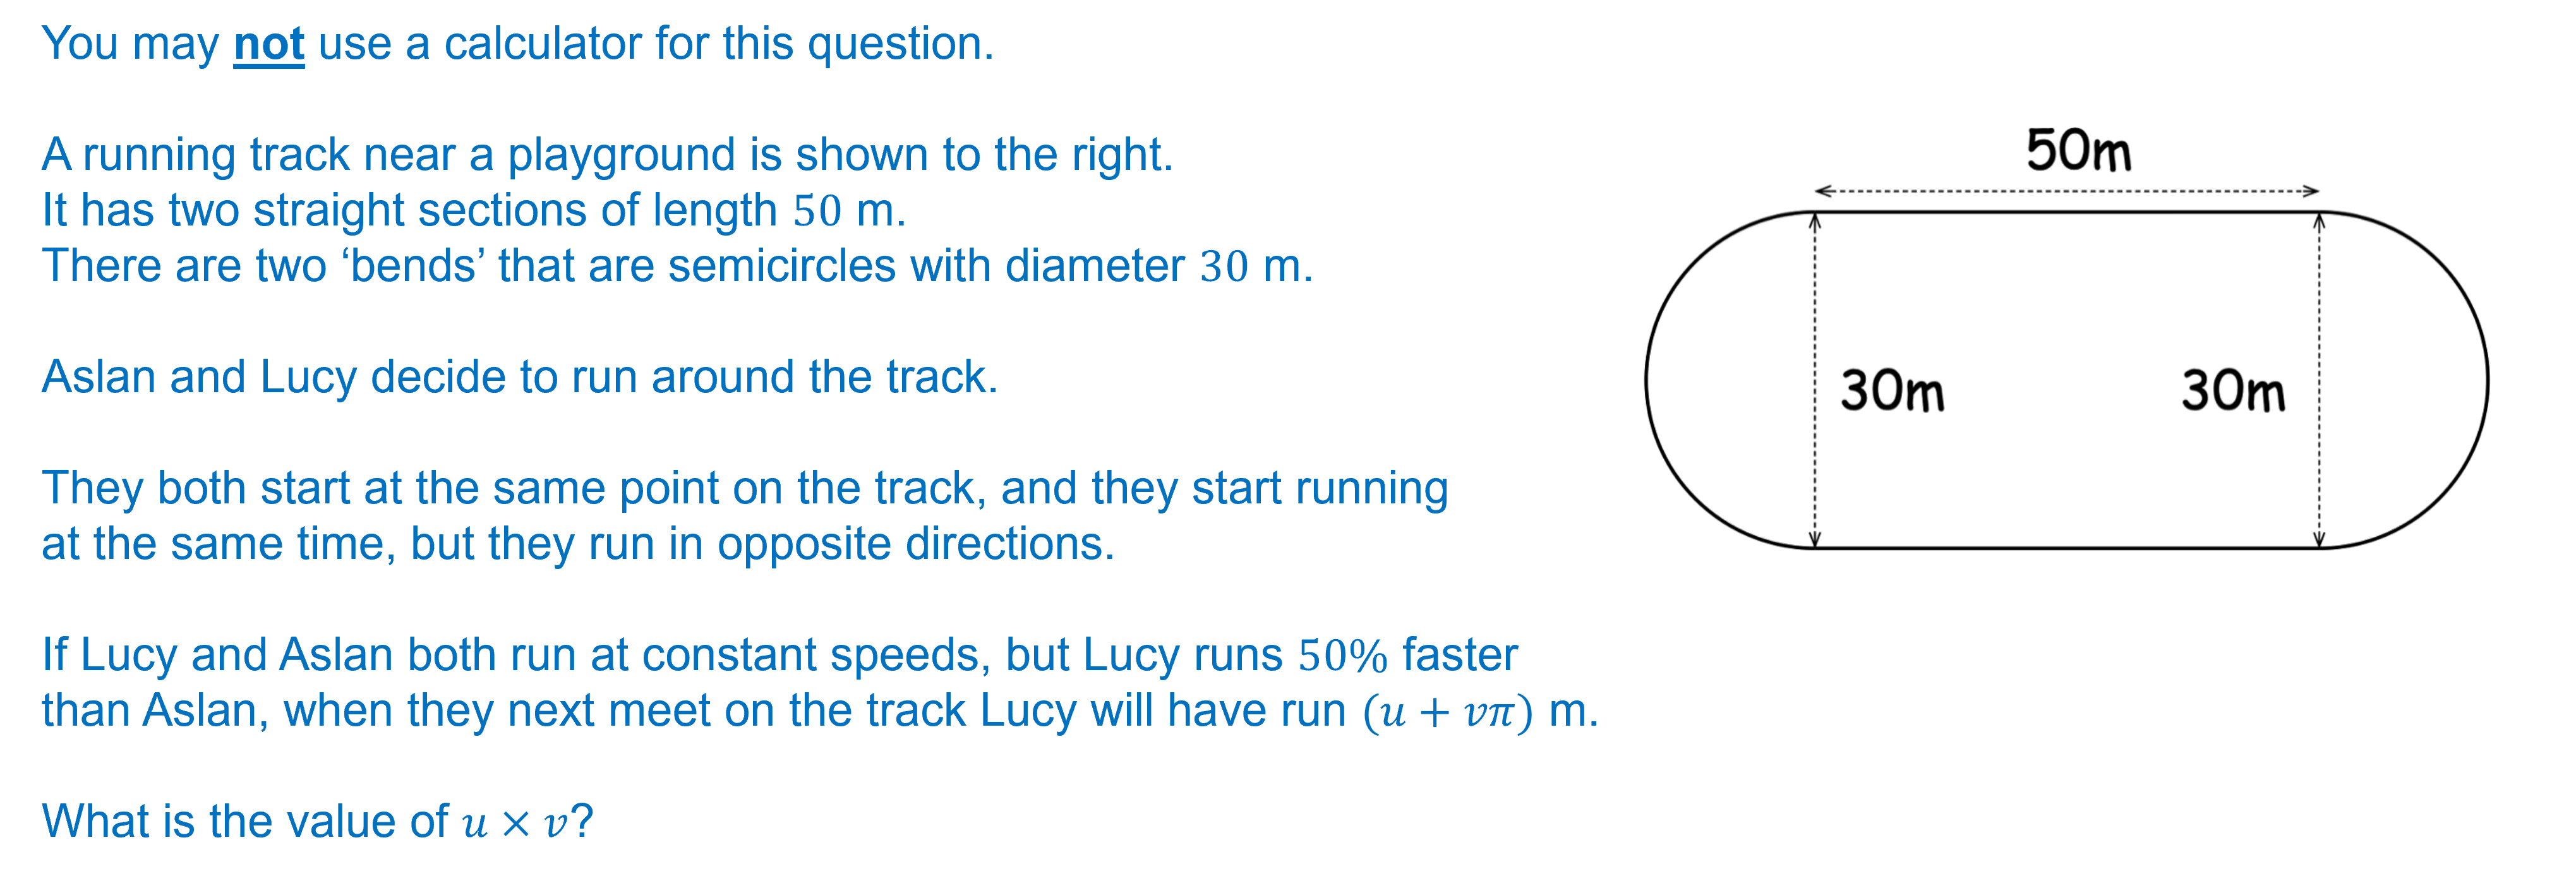 You may not use a calculator for this question.
A running track near a playground is shown to the right.
It has two straight sections of length 50 m.
There are two ‘bends’ that are semicircles with diameter 30 m.
Aslan and Lucy decide to run around the track.
They both start at the same point on the track, and they start running
at the same time, but they run in opposite directions.
If Lucy and Aslan both run at constant speeds, but Lucy runs 50% faster
than Aslan, when they next meet on the track Lucy will have run (𝑢 + 𝑣𝜋) m.
What is the value of 𝑢 × 𝑣?
50m
30m
30m